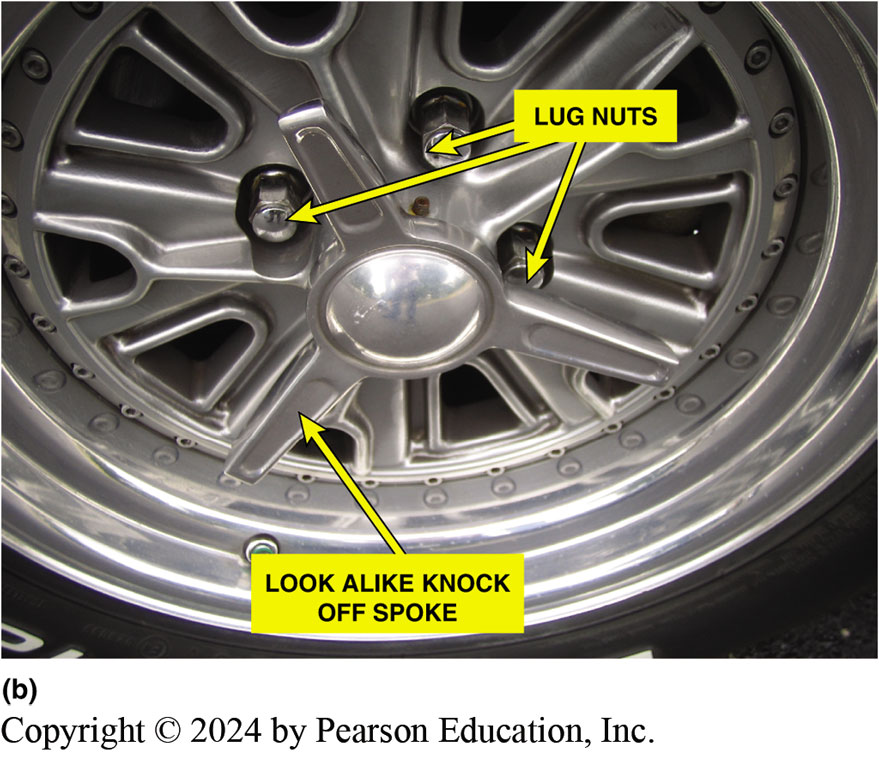 LUG NUTS
LOOK ALIKE KNOCK
OFF SPOKE
(b)
Copyright © 2024 by Pearson Education, Inc.